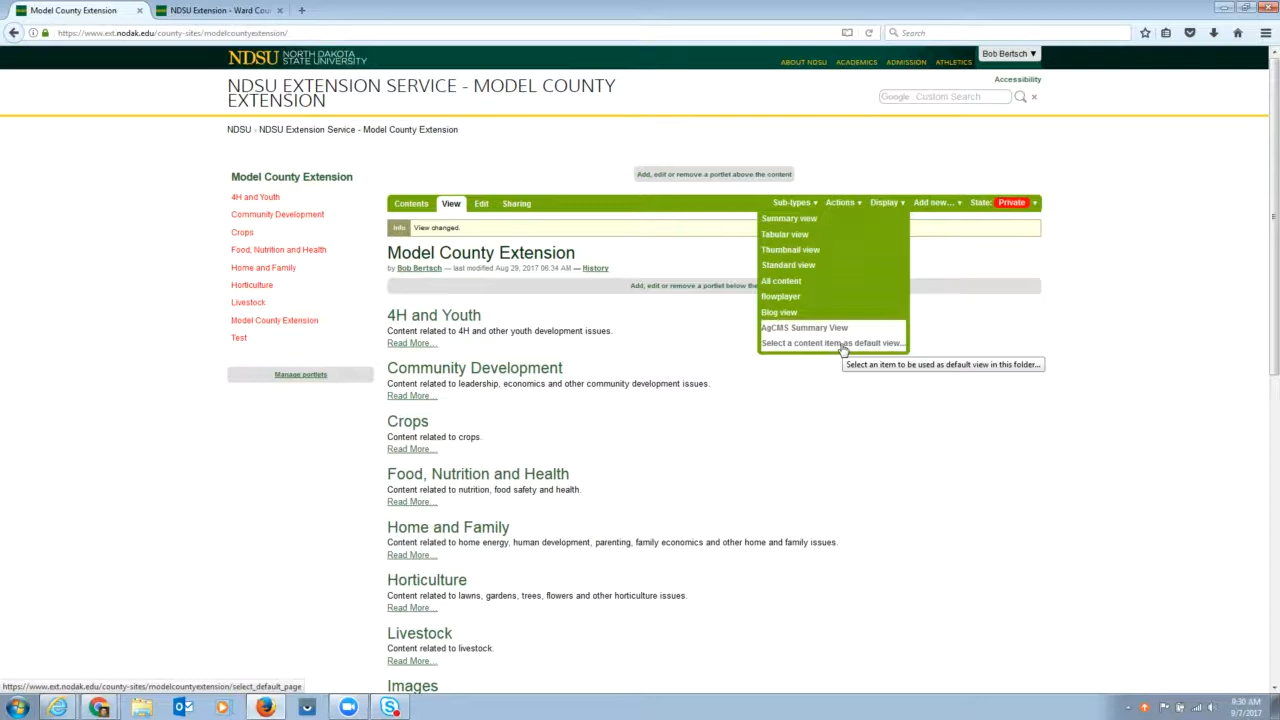 Model County Extension
NDSU Extension - Ward Cou...
https://www.ext.nodak.edu/county-sites/modelcountyextension/
Search
NDSU NORTH DAKOTA STATE UNIVERSITY
ABOUT NDSU ACADEMICS ADMISSION ATHLETICS
Bob Bertsch ▼
NDSU EXTENSION SERVICE - MODEL COUNTY
EXTENSION
Accessibility
Google Custom Search
NDSU › NDSU Extension Service - Model County Extension
Model County Extension
4H and Youth
Community Development
Crops
Food, Nutrition and Health
Home and Family
Horticulture
Livestock
Model County Extension
Test
Manage portlets
Add, edit or remove a portlet above the content
Contents View Edit Sharing
Sub-types ▼ Actions ▼ Display ▼ Add new… ▼ State: Private ▼
Info View changed.
Summary view
Tabular view
Thumbnail view
Standard view
All content
flowplayer
Blog view
AgCMS Summary View
Select a content item as default view...
Select an item to be used as default view in this folder...
Model County Extension
by Bob Bertsch — last modified Aug 29, 2017 06:34 AM — History
Add, edit or remove a portlet below the
4H and Youth
Content related to 4H and other youth development issues.
Read More…
Community Development
Content related to leadership, economics and other community development issues.
Read More…
Crops
Content related to crops.
Read More…
Food, Nutrition and Health
Content related to nutrition, food safety and health.
Read More…
Home and Family
Content related to home energy, human development, parenting, family economics and other home and family issues.
Read More…
Horticulture
Content related to lawns, gardens, trees, flowers and other horticulture issues.
Read More…
Livestock
Content related to livestock.
Read More…
Images
https://www.ext.nodak.edu/county-sites/modelcountyextension/select_default_page
9:30 AM
9/7/2017